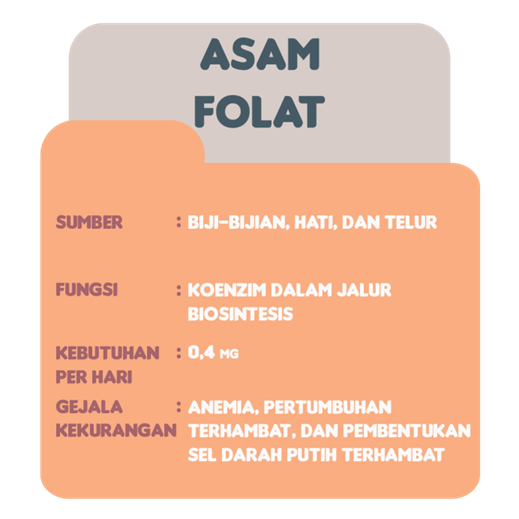 ASAM
FOLAT
SUMBER : BIJI-BIJIAN, HATI, DAN TELUR
FUNGSI : KOENZIM DALAM JALUR
BIOSINTESIS
KEBUTUHAN : 0,4 MG
PER HARI
GEJALA : ANEMIA, PERTUMBUHAN
KEKURANGAN TERHAMBAT, DAN PEMBENTUKAN
SEL DARAH PUTIH TERHAMBAT